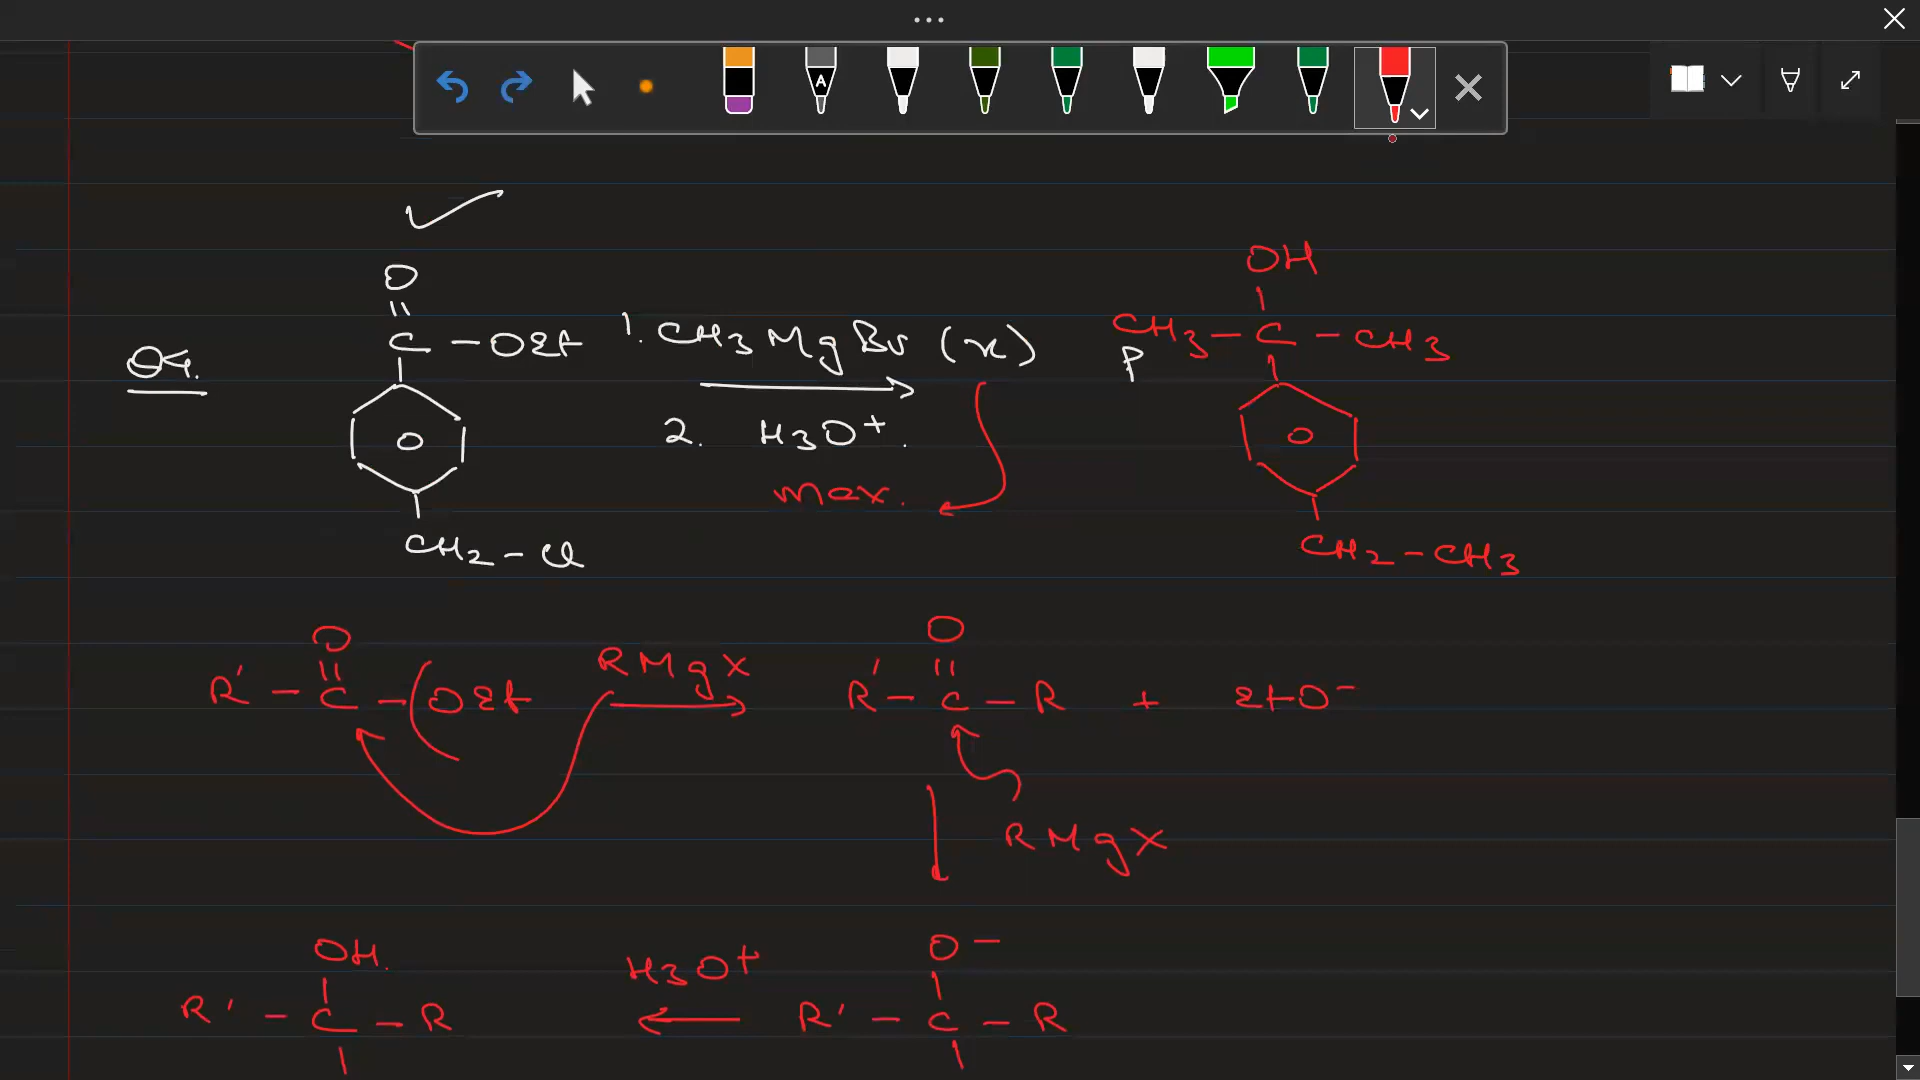 O
||
Q4. C - OEt 1. CH3MgBr (x)
2. H3O+.
max.
CH2 - Cl
OH
CH3 - C - CH3
P
CH2 - CH3
O
||
R' - C - OEt RMgX
O
||
R' - C - R + EtO-
RMgX
O-
R' - C - R
H3O+
OH.
R' - C - R